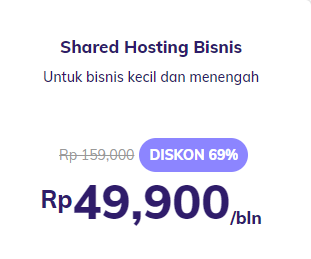 Shared Hosting Bisnis
Untuk bisnis kecil dan menengah
Rp 159,000 DISKON 69%
Rp49,900/bln